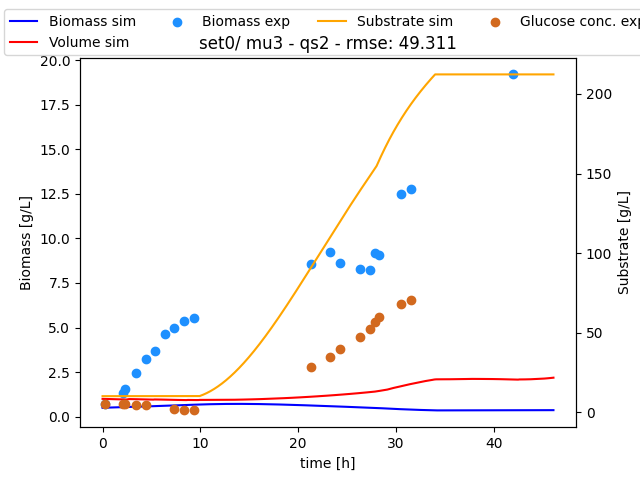 Biomass sim Biomass exp Substrate sim Glucose conc. exp
Volume sim
set0/ mu3 - qs2 - rmse: 49.311
20.0
17.5
15.0
12.5
10.0
7.5
5.0
2.5
0.0
Biomass [g/L]
200
150
100
50
0
Substrate [g/L]
0 10 20 30 40
time [h]